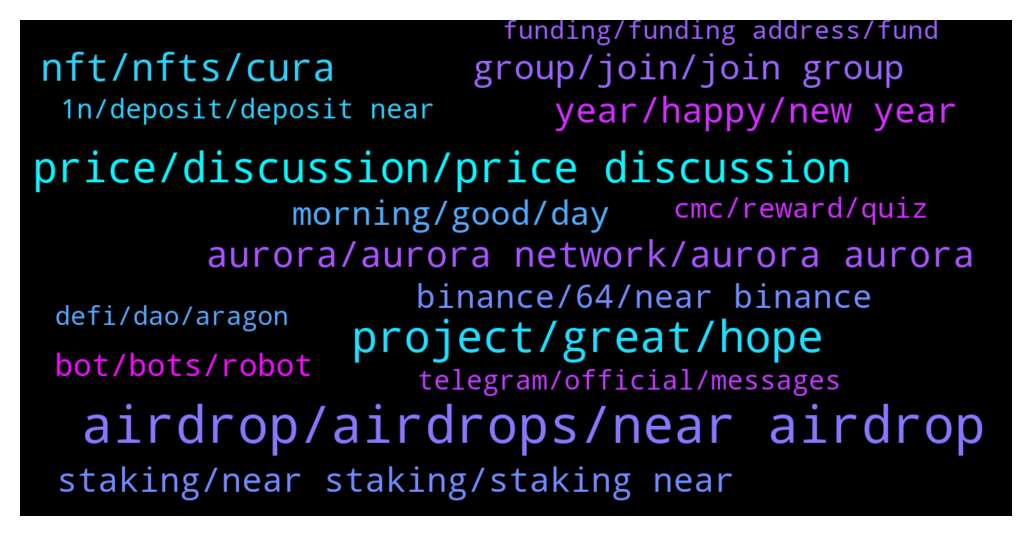 funding/funding address/fund
nft/nfts/cura
group/join/join group
1n/deposit/deposit near
year/happy/new year
price/discussion/price discussion
morning/good/day
cmc/reward/quiz
aurora/aurora network/aurora aurora
binance/64/near binance
defi/dao/aragon
project/great/hope
bot/bots/robot
telegram/official/messages
airdrop/airdrops/near airdrop
staking/near staking/staking near